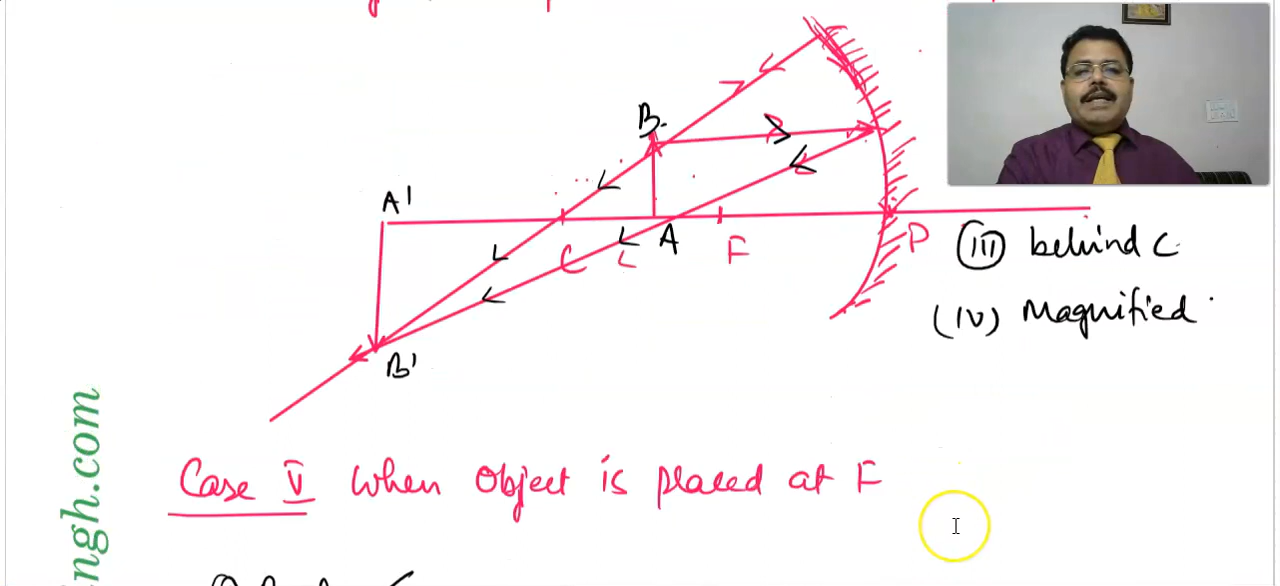 B.
A'
A
C
F
P
(III) behind C
(IV) Magnified
B'
Case V When Object is placed at F
ngh.com